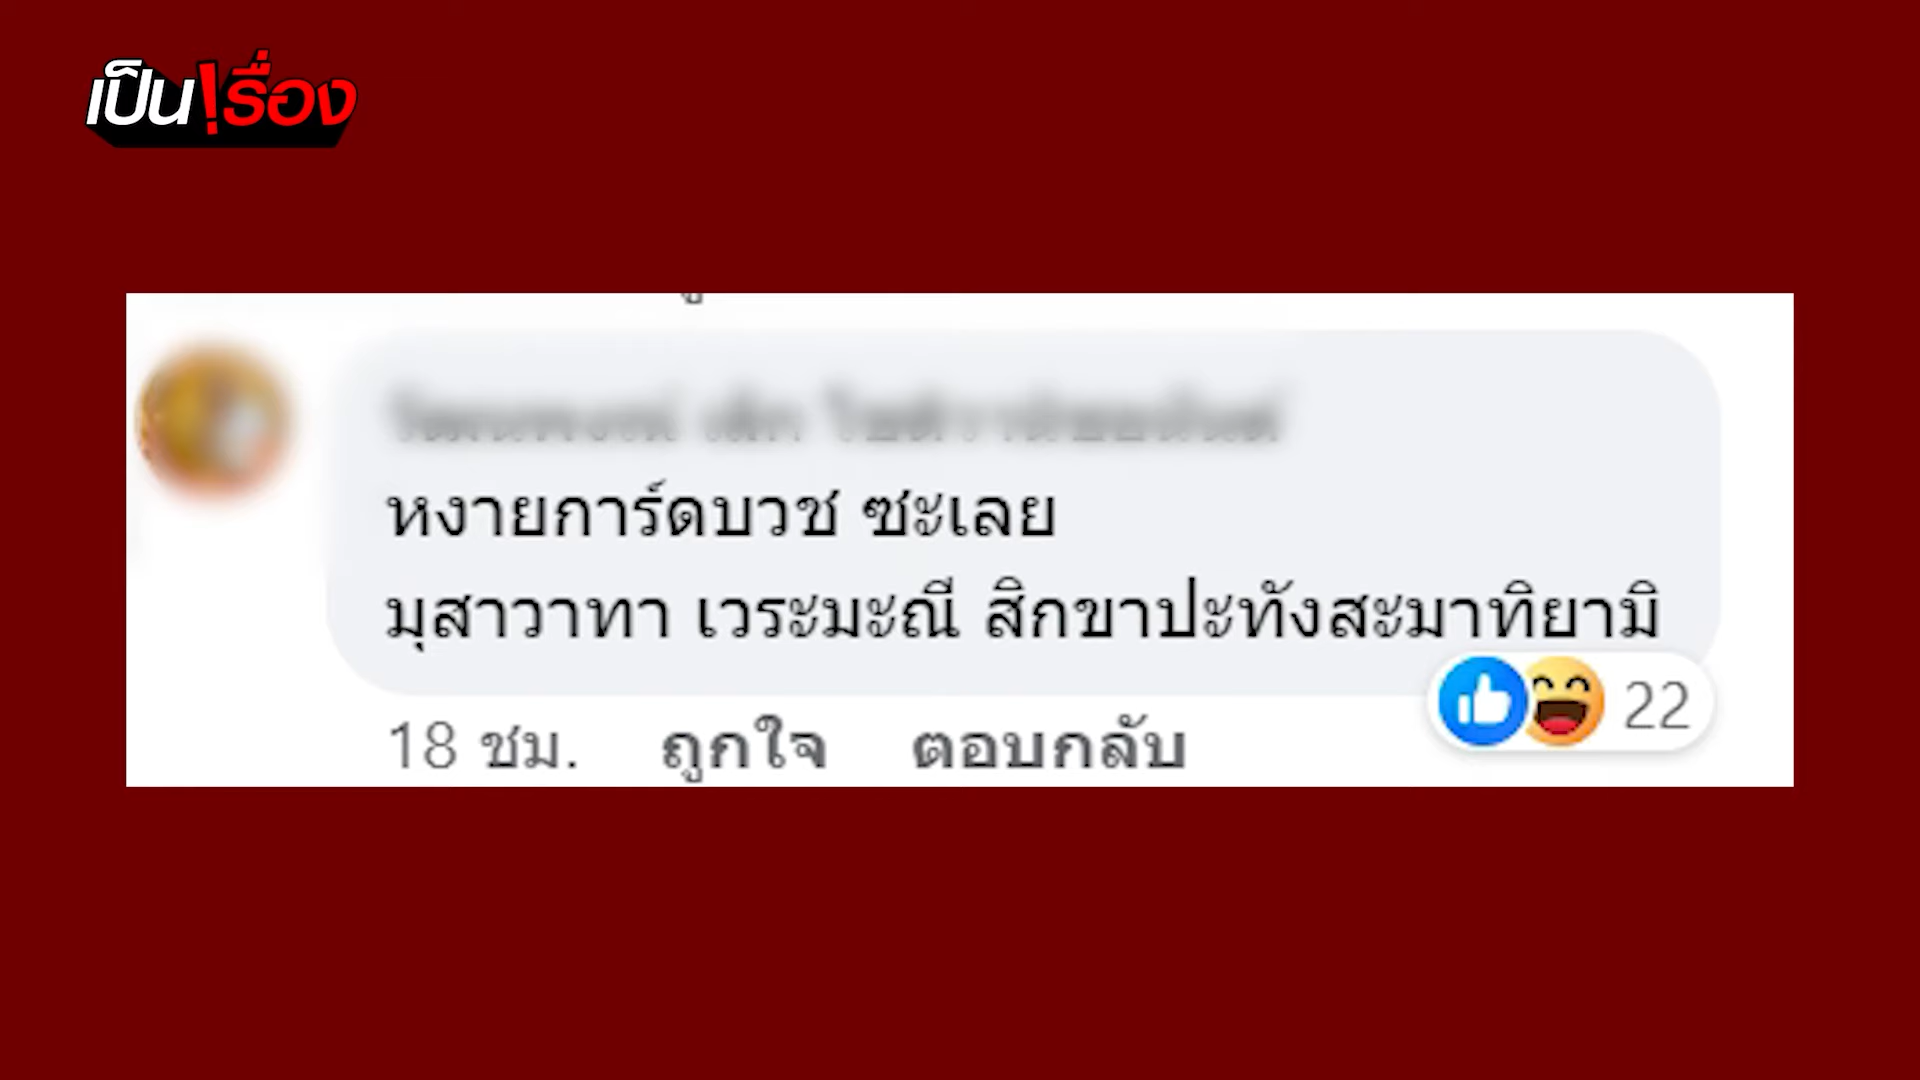 เป็นเรื่อง
หงายการ์ดบวช ซะเลย
มุสาวาทา เวระมะณี สิกขาปะทังสะมาทิยามิ
22
18 ชม. ถูกใจ ตอบกลับ